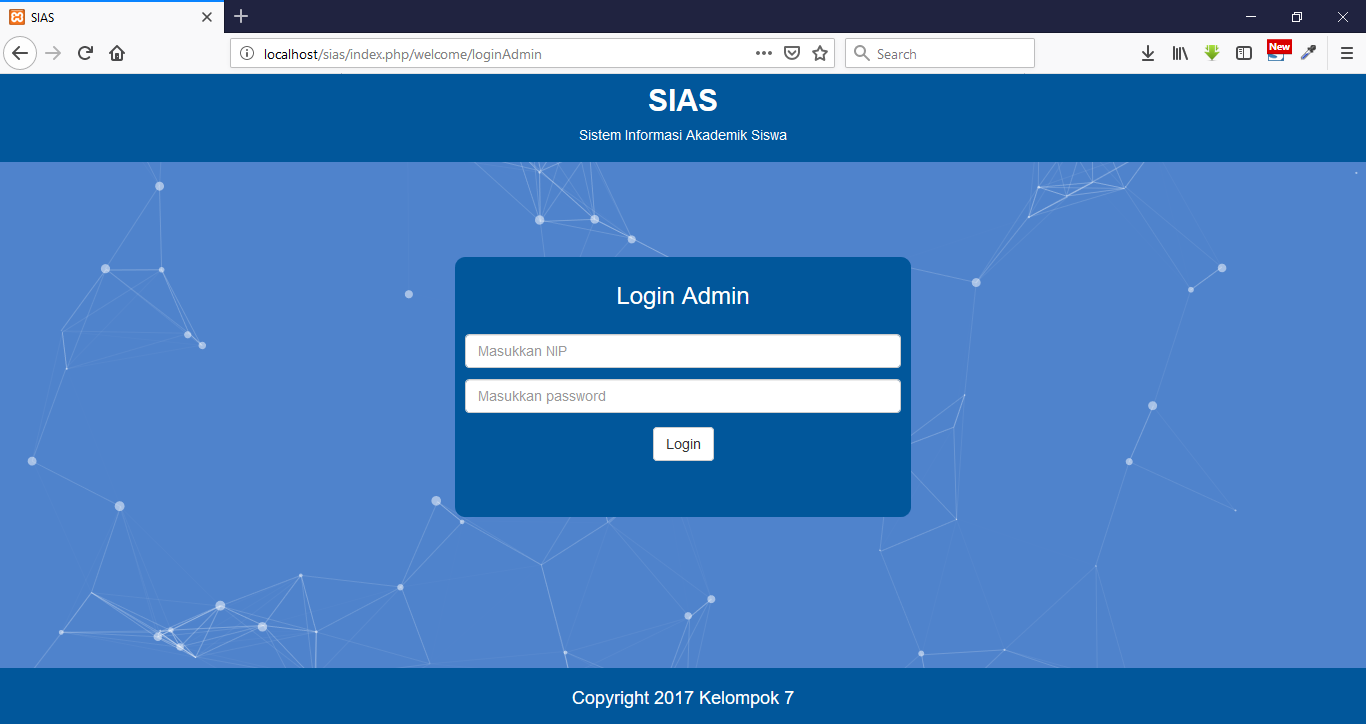 SIAS
localhost/sias/index.php/welcome/loginAdmin
Search
New
SIAS
Sistem Informasi Akademik Siswa
Login Admin
Masukkan NIP
Masukkan password
Login
Copyright 2017 Kelompok 7